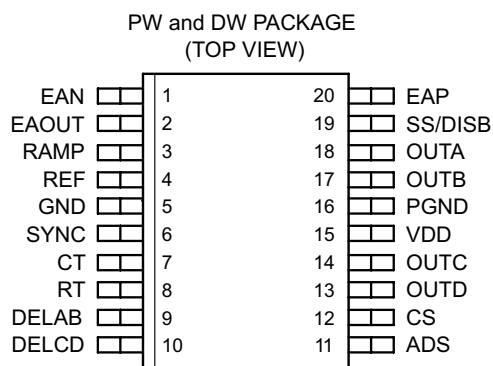 PW and DW PACKAGE
(TOP VIEW)
EAN 1 20 EAP
EAOUT 2 19 SS/DISB
RAMP 3 18 OUTA
REF 4 17 OUTB
GND 5 16 PGND
SYNC 6 15 VDD
CT 7 14 OUTC
RT 8 13 OUTD
DELAB 9 12 CS
DELCD 10 11 ADS